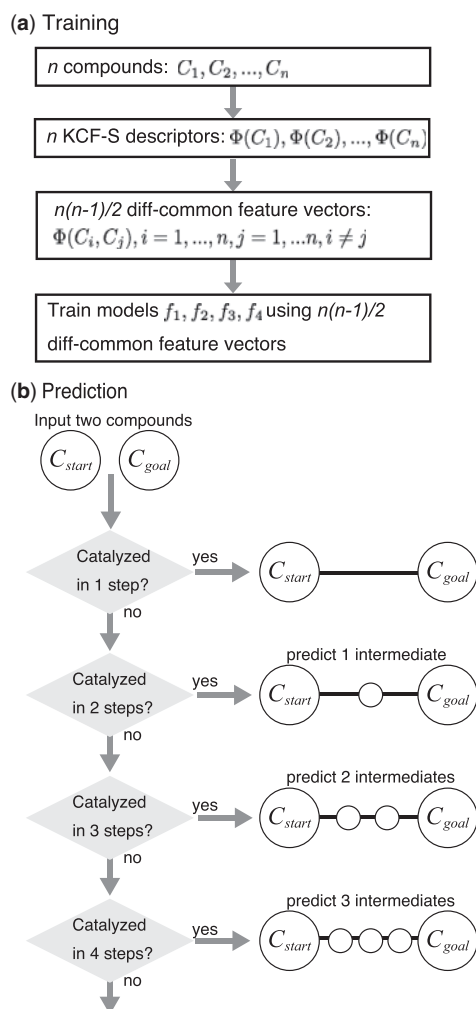 (a) Training
n compounds: C1, C2, ..., Cn
n KCF-S descriptors: Φ(C1), Φ(C2), ..., Φ(Cn)
n(n-1)/2 diff-common feature vectors:
Φ(Ci, Cj), i = 1, ..., n, j = 1, ...n, i ≠ j
Train models f1, f2, f3, f4 using n(n-1)/2
diff-common feature vectors
(b) Prediction
Input two compounds
Cstart Cgoal
Catalyzed
in 1 step?
yes
Cstart Cgoal
no
predict 1 intermediate
Catalyzed
in 2 steps?
yes
Cstart Cgoal
no
predict 2 intermediates
Catalyzed
in 3 steps?
yes
Cstart Cgoal
no
predict 3 intermediates
Catalyzed
in 4 steps?
yes
Cstart Cgoal
no